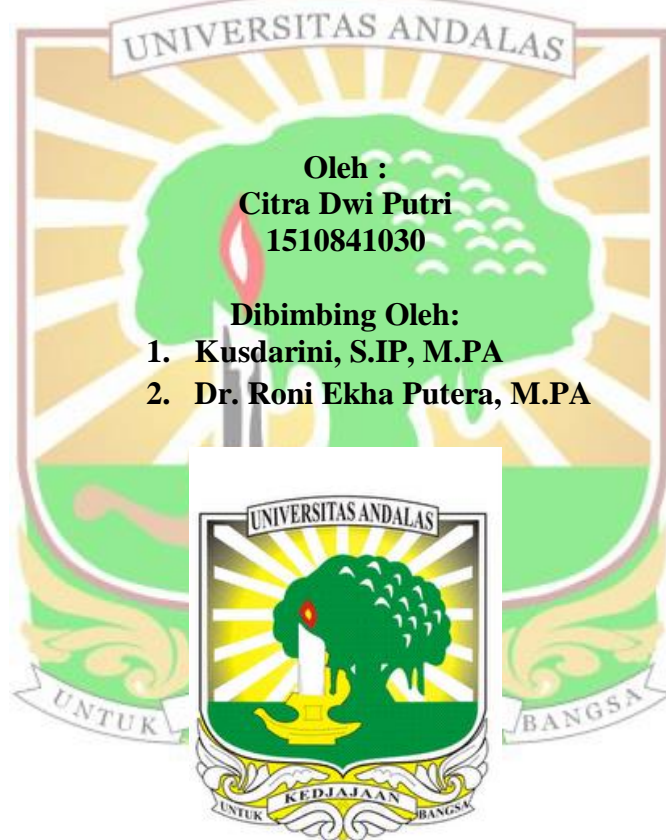 UNIVERSITAS ANDALAS
Oleh :
Citra Dwi Putri
1510841030
Dibimbing Oleh:
1. Kusdarini, S.IP, M.PA
2. Dr. Roni Ekha Putera, M.PA
UNIVERSITAS ANDALAS
UNTUK KEDJAJAAN BANGSA
UNTUK BANGSA